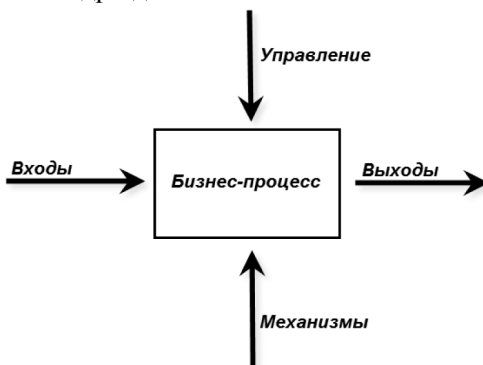 Управление
Входы
Бизнес-процесс
Выходы
Механизмы